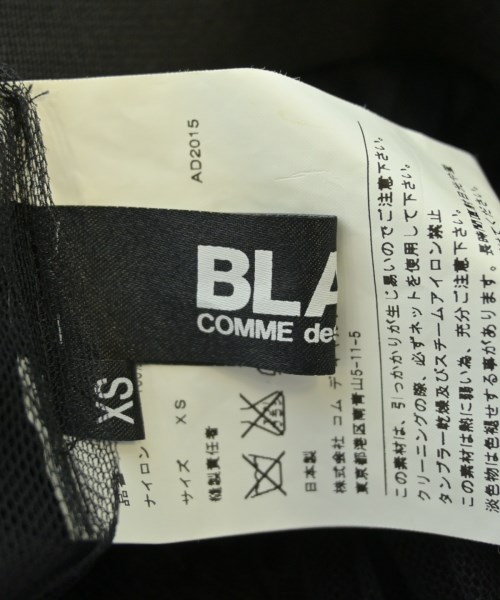 BLA
COMME des
XS
AD2015
品番
ナイロン
サイズ XS
縫製責任者
日本製
株式会社 コム デ
東京都港区南青山5-11-5
この素材は、引っかかりが生じ易いのでご注意下さい。
クリーニングの際、必ずネットを使用して下さい。
タンブラー乾燥及びスチームアイロン禁止
この素材は熱に弱い為、充分ご注意下さい。
淡色物は色褪せする事があります